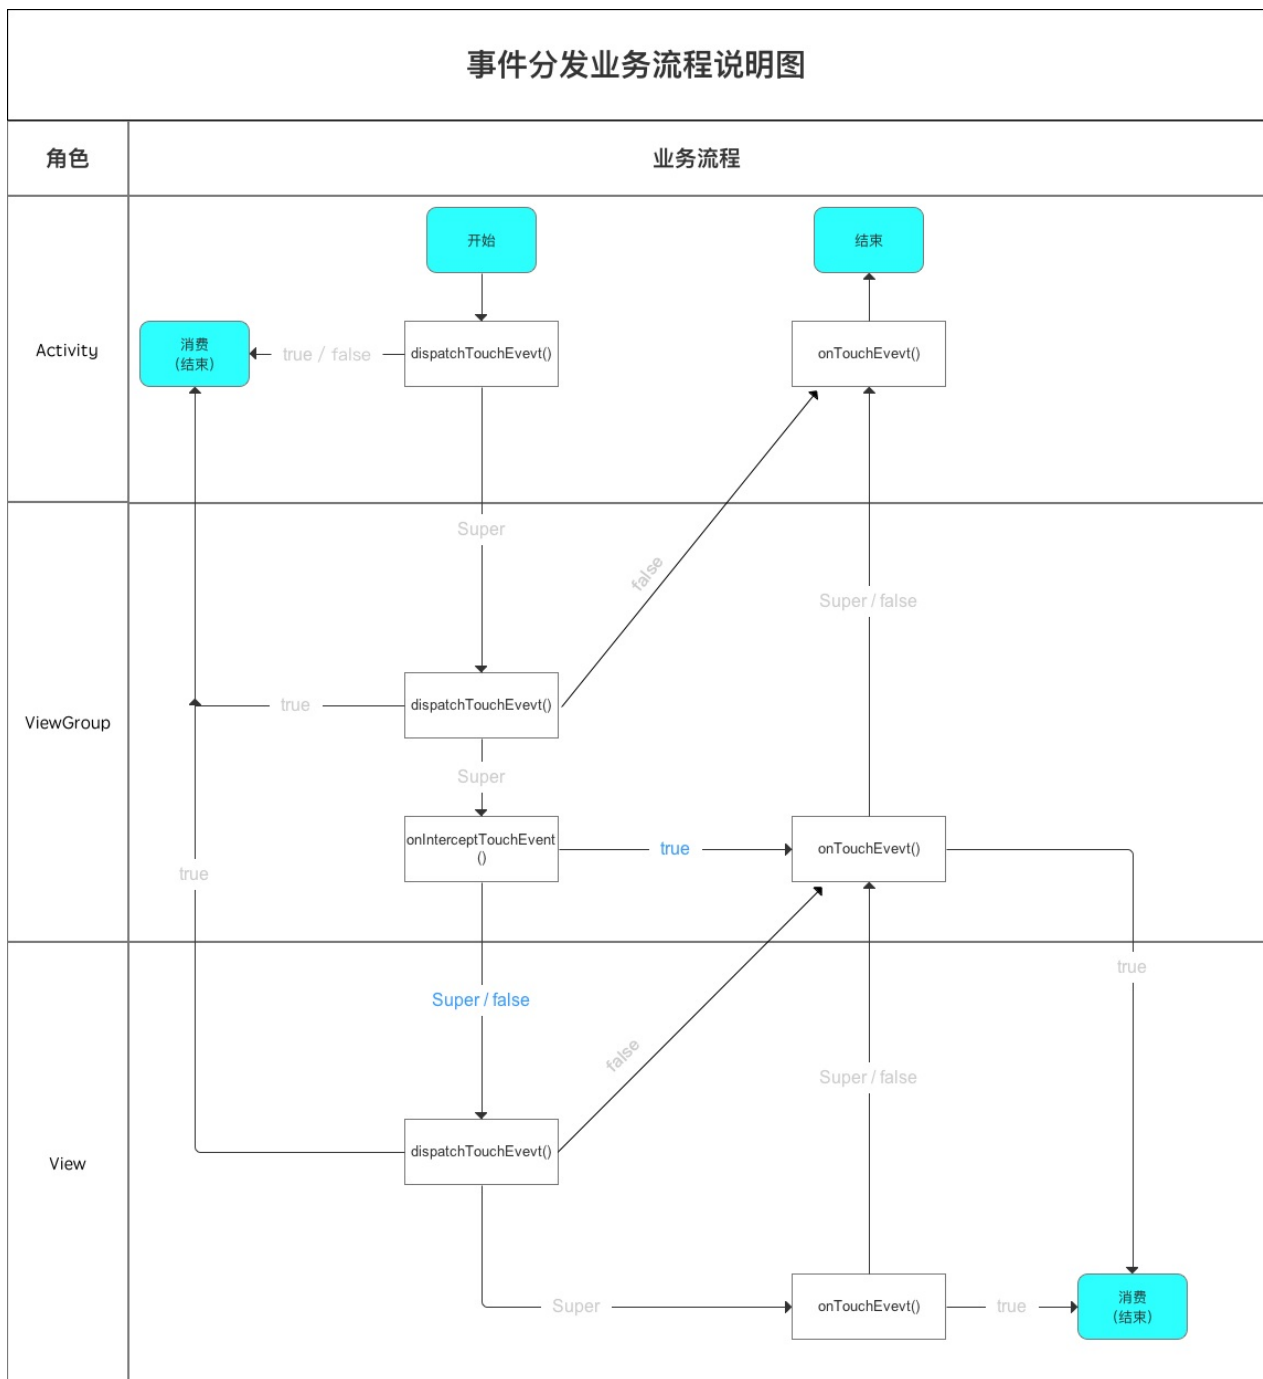 事件分发业务流程说明图
角色
业务流程
开始
结束
Activity
消费
(结束)
true / false
dispatchTouchEvevt()
onTouchEvevt()
Super
false
Super / false
ViewGroup
true
dispatchTouchEvevt()
Super
onInterceptTouchEvent
()
true
onTouchEvevt()
true
true
Super / false
false
Super / false
View
dispatchTouchEvevt()
Super
onTouchEvevt()
true
消费
(结束)